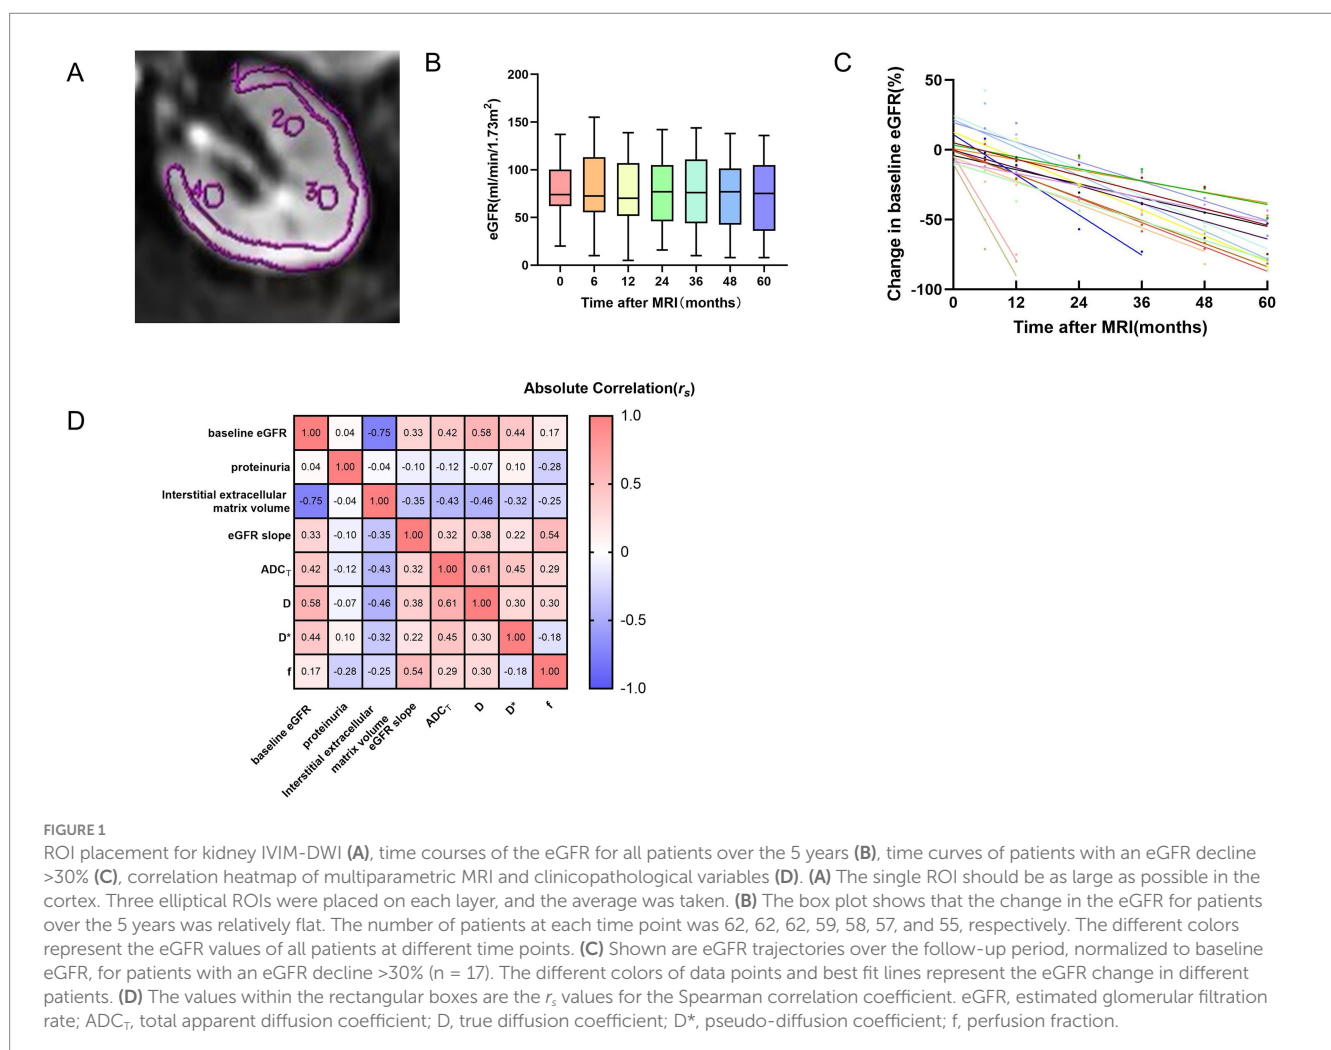 A
1
2
3
4
B
eGFR(ml/min/1.73m²)
200
150
100
50
0
0 6 12 24 36 48 60
Time after MRI(months)
C
Change in baseline eGFR(%)
50
0
-50
-100
0 12 24 36 48 60
Time after MRI(months)
D
Absolute Correlation(rₛ)
baseline eGFR 1.00 0.04 -0.75 0.33 0.42 0.58 0.44 0.17
proteinuria 0.04 1.00 -0.04 -0.10 -0.12 -0.07 0.10 -0.28
Interstitial extracellular
matrix volume -0.75 -0.04 1.00 -0.35 -0.43 -0.46 -0.32 -0.25
eGFR slope 0.33 -0.10 -0.35 1.00 0.32 0.38 0.22 0.54
ADC_T 0.42 -0.12 -0.43 0.32 1.00 0.61 0.45 0.29
D 0.58 -0.07 -0.46 0.38 0.61 1.00 0.30 0.30
D* 0.44 0.10 -0.32 0.22 0.45 0.30 1.00 -0.18
f 0.17 -0.28 -0.25 0.54 0.29 0.30 -0.18 1.00
baseline eGFR
proteinuria
Interstitial extracellular
matrix volume
eGFR slope
ADC_T
D
D*
f
1.0
0.5
0
-0.5
-1.0
FIGURE 1
ROI placement for kidney IVIM-DWI (A), time courses of the eGFR for all patients over the 5 years (B), time curves of patients with an eGFR decline
>30% (C), correlation heatmap of multiparametric MRI and clinicopathological variables (D). (A) The single ROI should be as large as possible in the
cortex. Three elliptical ROIs were placed on each layer, and the average was taken. (B) The box plot shows that the change in the eGFR for patients
over the 5 years was relatively flat. The number of patients at each time point was 62, 62, 62, 59, 58, 57, and 55, respectively. The different colors
represent the eGFR values of all patients at different time points. (C) Shown are eGFR trajectories over the follow-up period, normalized to baseline
eGFR, for patients with an eGFR decline >30% (n = 17). The different colors of data points and best fit lines represent the eGFR change in different
patients. (D) The values within the rectangular boxes are the rₛ values for the Spearman correlation coefficient. eGFR, estimated glomerular filtration
rate; ADC_T, total apparent diffusion coefficient; D, true diffusion coefficient; D*, pseudo-diffusion coefficient; f, perfusion fraction.